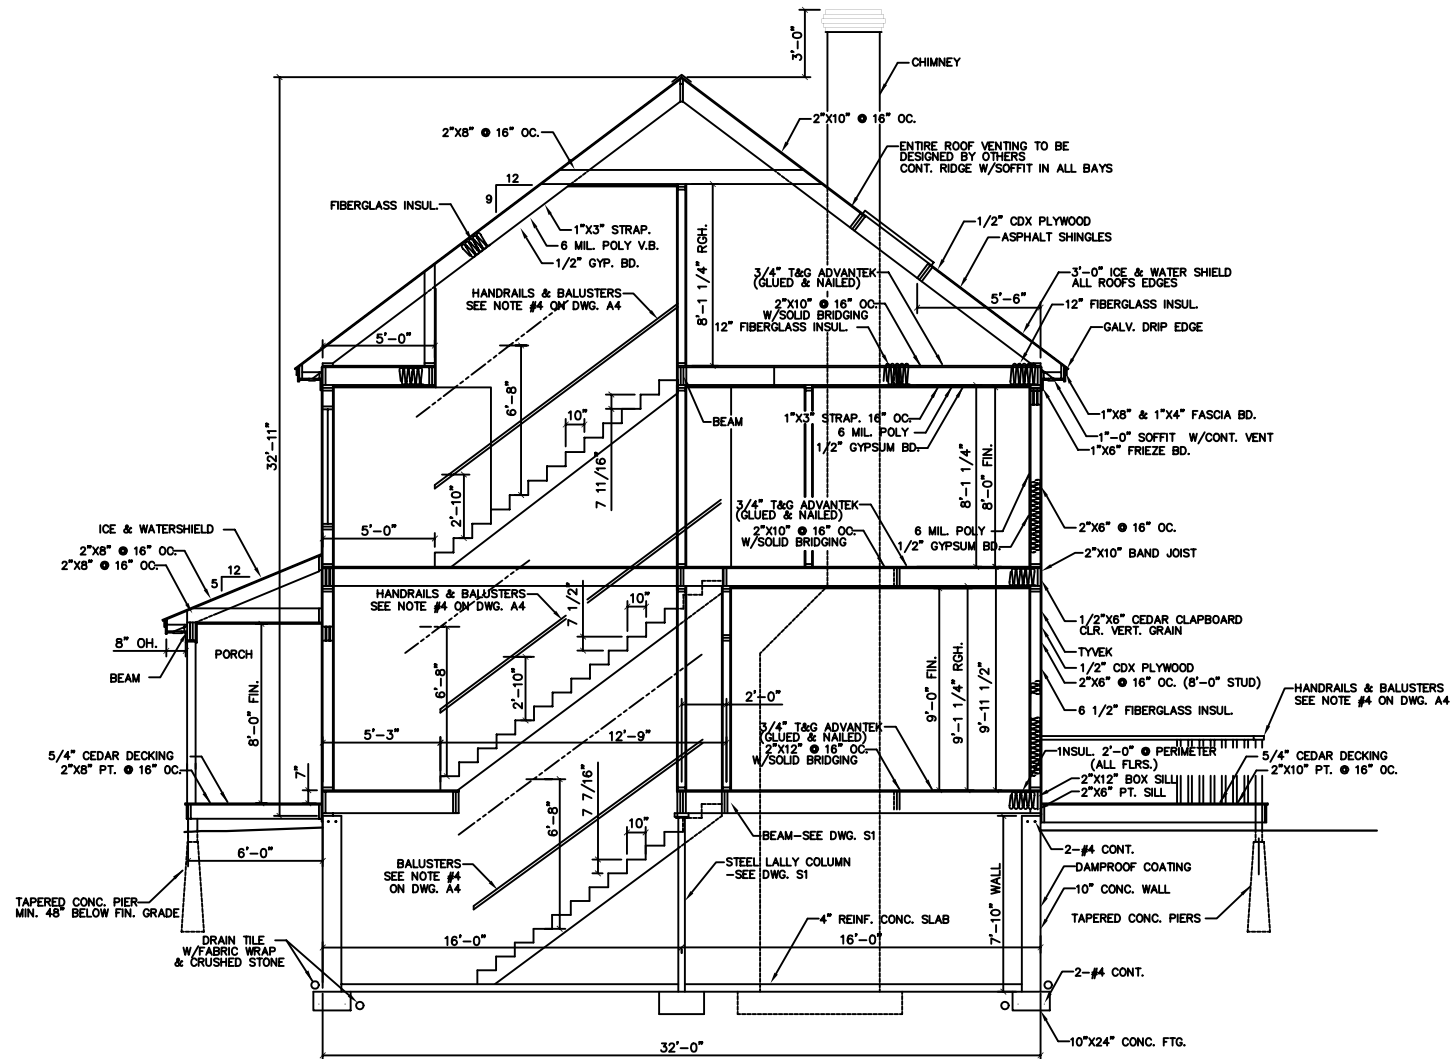 3'-0"
CHIMNEY
2"X8" @ 16" OC.
2"X10" @ 16" OC.
ENTIRE ROOF VENTING TO BE
DESIGNED BY OTHERS
CONT. RIDGE W/SOFFIT IN ALL BAYS
12
9
FIBERGLASS INSUL.
1"X3" STRAP.
6 MIL. POLY V.B.
1/2" GYP. BD.
1/2" CDX PLYWOOD
ASPHALT SHINGLES
8'-1 1/4" RGH.
3/4" T&G ADVANTEK
(GLUED & NAILED)
2"X10" @ 16" OC.
W/SOLID BRIDGING
12" FIBERGLASS INSUL.
3'-0" ICE & WATER SHIELD
ALL ROOFS EDGES
5'-6"
12" FIBERGLASS INSUL.
GALV. DRIP EDGE
HANDRAILS & BALUSTERS
SEE NOTE #4 ON DWG. A4
5'-0"
6'-8"
10"
BEAM
1"X3" STRAP. 16" OC.
6 MIL. POLY
1/2" GYPSUM BD.
1"X8" & 1"X4" FASCIA BD.
1"-0" SOFFIT W/CONT. VENT
1"X6" FRIEZE BD.
32'-11"
7 11/16"
2'-10"
8'-1 1/4"
8'-0" FIN.
5'-0"
3/4" T&G ADVANTEK
(GLUED & NAILED)
2"X10" @ 16" OC.
W/SOLID BRIDGING
6 MIL. POLY
1/2" GYPSUM BD.
2"X6" @ 16" OC.
2"X10" BAND JOIST
ICE & WATERSHIELD
2"X8" @ 16" OC.
2"X8" @ 16" OC.
12
5
HANDRAILS & BALUSTERS
SEE NOTE #4 ON DWG. A4
7 1/2"
10"
1/2"X6" CEDAR CLAPBOARD
CLR. VERT. GRAIN
TYVEK
1/2" CDX PLYWOOD
2"X6" @ 16" OC. (8'-0" STUD)
6 1/2" FIBERGLASS INSUL.
8" OH.
BEAM
PORCH
8'-0" FIN.
6'-8"
2'-10"
2'-0"
9'-0" FIN.
9'-1 1/4" RGH.
9'-11 1/2"
HANDRAILS & BALUSTERS
SEE NOTE #4 ON DWG. A4
5'-3"
12'-9"
3/4" T&G ADVANTEK
(GLUED & NAILED)
2"X12" @ 16" OC.
W/SOLID BRIDGING
INSUL. 2'-0" @ PERIMETER
(ALL FLRS.)
2"X12" BOX SILL
2"X6" PT. SILL
5/4" CEDAR DECKING
2"X10" PT. @ 16" OC.
5/4" CEDAR DECKING
2"X8" PT. @ 16" OC.
7"
6'-8"
7 7/16"
10"
BEAM-SEE DWG. S1
6'-0"
BALUSTERS
SEE NOTE #4
ON DWG. A4
STEEL LALLY COLUMN
-SEE DWG. S1
2-#4 CONT.
DAMPROOF COATING
10" CONC. WALL
7'-10" WALL
TAPERED CONC. PIER
MIN. 48" BELOW FIN. GRADE
4" REINF. CONC. SLAB
TAPERED CONC. PIERS
DRAIN TILE
W/FABRIC WRAP
& CRUSHED STONE
16'-0"
16'-0"
2-#4 CONT.
10"X24" CONC. FTG.
32'-0"